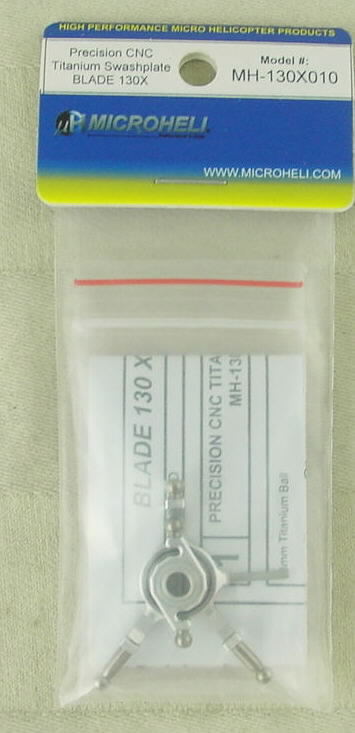 HIGH PERFORMANCE MICRO HELICOPTER PRODUCTS
Precision CNC
Titanium Swashplate
BLADE 130X
Model #:
MH-130X010
MICROHELI
WWW.MICROHELI.COM
BLADE 130 X
PRECISION CNC TITA
MH-13
mm Titanium Ball